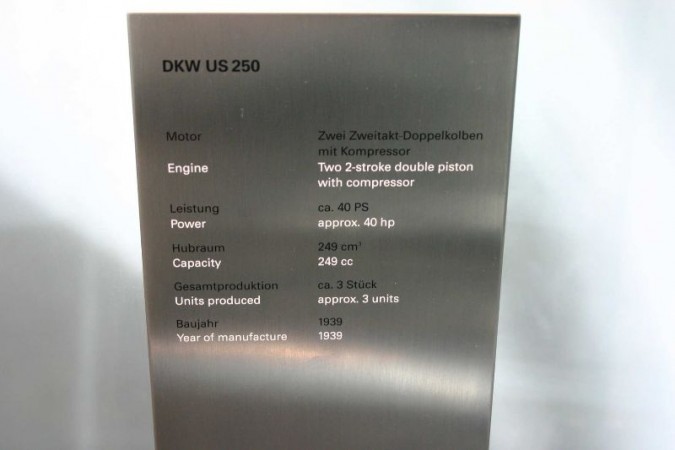 DKW US 250
Motor Zwei Zweitakt-Doppelkolben
mit Kompressor
Engine Two 2-stroke double piston
with compressor
Leistung ca. 40 PS
Power approx. 40 hp
Hubraum 249 cm³
Capacity 249 cc
Gesamtproduktion ca. 3 Stück
Units produced approx. 3 units
Baujahr 1939
Year of manufacture 1939